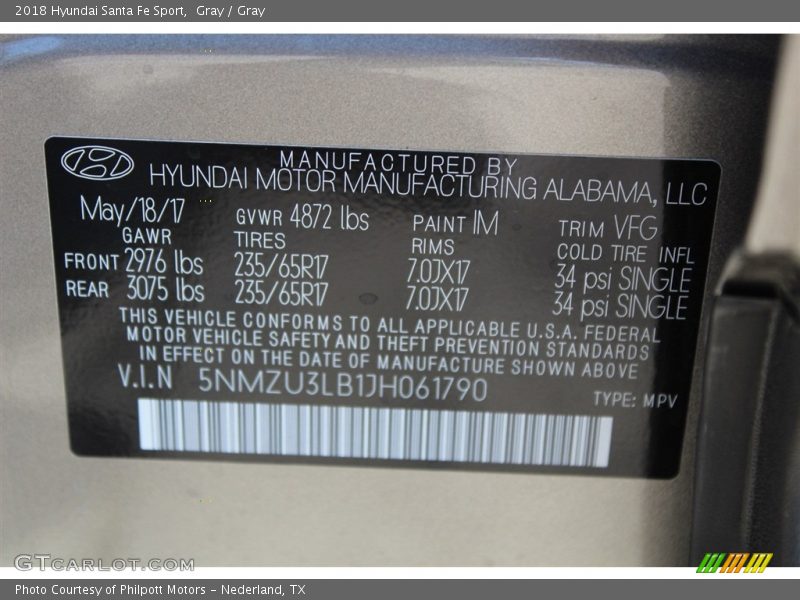 2018 Hyundai Santa Fe Sport,  Gray / Gray
MANUFACTURED BY
HYUNDAI MOTOR MANUFACTURING ALABAMA, LLC
May/18/17 GVWR 4872 lbs PAINT IM TRIM VFG
GAWR TIRES RIMS COLD TIRE INFL
FRONT 2976 lbs 235/65R17 7.0JX17 34 psi SINGLE
REAR 3075 lbs 235/65R17 7.0JX17 34 psi SINGLE
THIS VEHICLE CONFORMS TO ALL APPLICABLE U.S.A. FEDERAL
MOTOR VEHICLE SAFETY AND THEFT PREVENTION STANDARDS
IN EFFECT ON THE DATE OF MANUFACTURE SHOWN ABOVE
V.I.N 5NMZU3LB1JH061790 TYPE: MPV
GTCARLOT.COM
Photo Courtesy of Philpott Motors – Nederland, TX